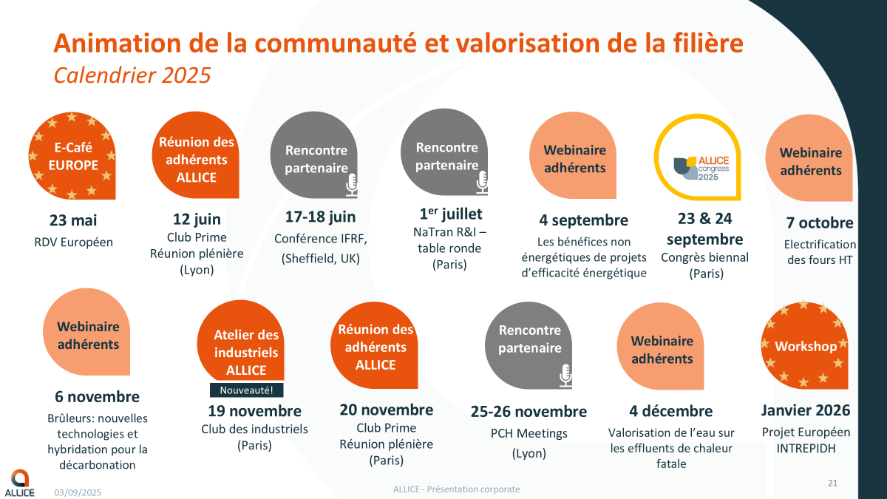 Animation de la communauté et valorisation de la filière
Calendrier 2025
E-Café
EUROPE
23 mai
RDV Européen
Réunion des
adhérents
ALLICE
12 juin
Club Prime
Réunion plénière
(Lyon)
Rencontre
partenaire
17-18 juin
Conférence IFRF,
(Sheffield, UK)
Rencontre
partenaire
1er juillet
NaTran R&I –
table ronde
(Paris)
Webinaire
adhérents
4 septembre
Les bénéfices non
énergétiques de projets
d’efficacité énergétique
ALLICE
congress
2025
23 & 24
septembre
Congrès biennal
(Paris)
Webinaire
adhérents
7 octobre
Electrification
des fours HT
Webinaire
adhérents
6 novembre
Brûleurs: nouvelles
technologies et
hybridation pour la
décarbonation
Atelier des
industriels
ALLICE
Nouveauté!
19 novembre
Club des industriels
(Paris)
Réunion des
adhérents
ALLICE
20 novembre
Club Prime
Réunion plénière
(Paris)
Rencontre
partenaire
25-26 novembre
PCH Meetings
(Lyon)
Webinaire
adhérents
4 décembre
Valorisation de l’eau sur
les effluents de chaleur
fatale
Workshop
Janvier 2026
Projet Européen
INTREPIDH
ALLICE
03/09/2025
ALLICE - Présentation corporate
21